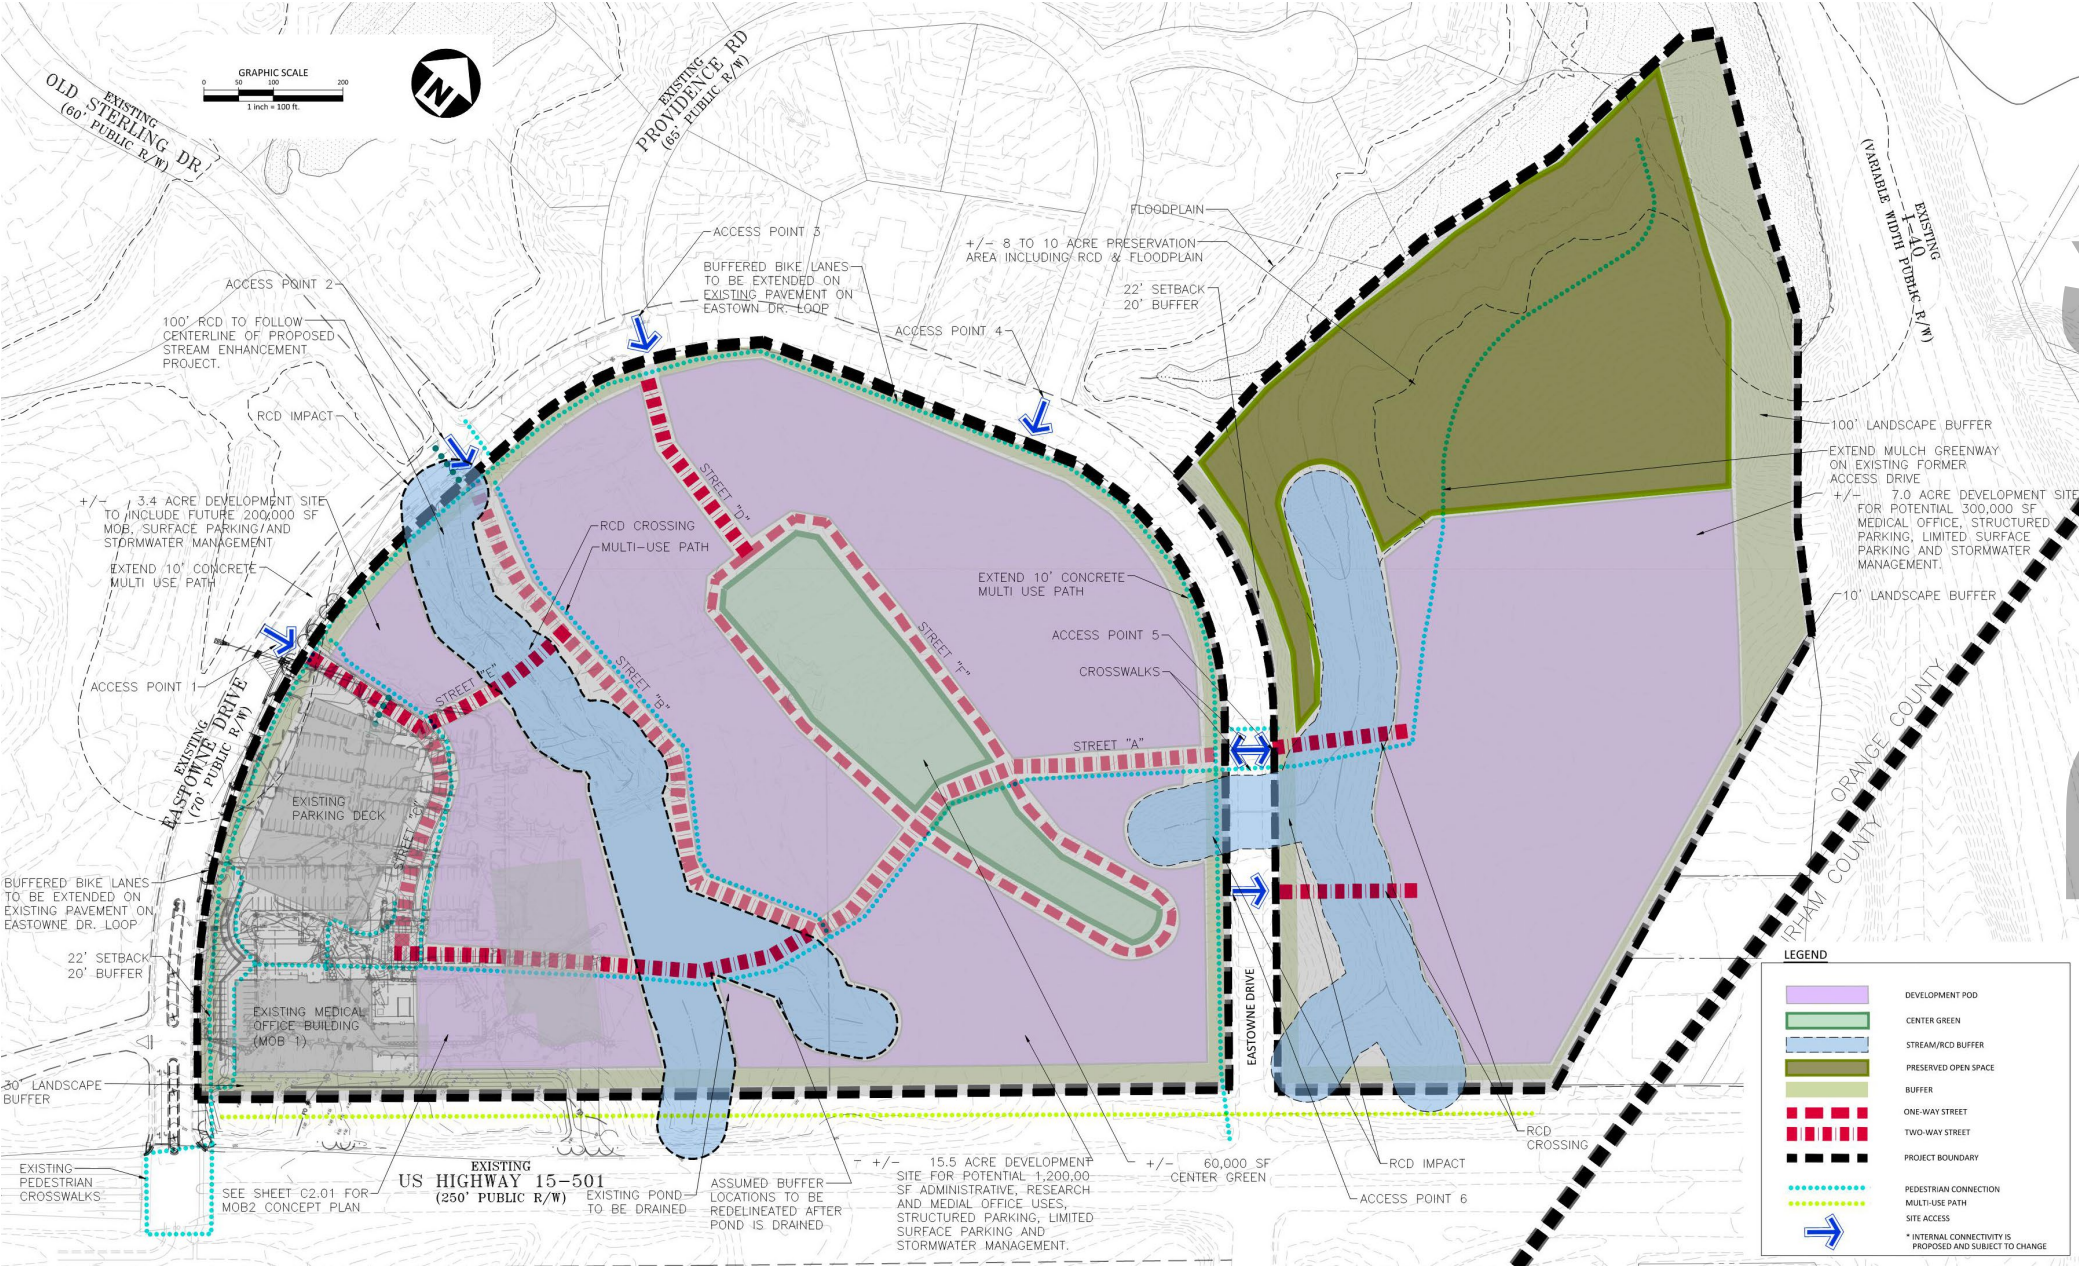 GRAPHIC SCALE
0 50 100 200
1 inch = 100 ft.
N
EXISTING
OLD STERLING DR
(60' PUBLIC R/W)
EXISTING
PROVIDENCE RD
(65' PUBLIC R/W)
ACCESS POINT 3
BUFFERED BIKE LANES
TO BE EXTENDED ON
EXISTING PAVEMENT ON
EASTOWN DR. LOOP
ACCESS POINT 4
FLOODPLAIN
+/- 8 TO 10 ACRE PRESERVATION
AREA INCLUDING RCD & FLOODPLAIN
22' SETBACK
20' BUFFER
EXISTING
I-40
(VARIABLE WIDTH PUBLIC R/W)
ACCESS POINT 2
100' RCD TO FOLLOW
CENTERLINE OF PROPOSED
STREAM ENHANCEMENT
PROJECT.
RCD IMPACT
+/- 3.4 ACRE DEVELOPMENT SITE
TO INCLUDE FUTURE 200,000 SF
MOB, SURFACE PARKING AND
STORMWATER MANAGEMENT
EXTEND 10' CONCRETE
MULTI USE PATH
ACCESS POINT 1
EXISTING
EASTOWNE DRIVE
(70' PUBLIC R/W)
STREET "D"
RCD CROSSING
MULTI-USE PATH
STREET "E"
STREET "B"
STREET "F"
STREET "A"
STREET "C"
EXTEND 10' CONCRETE
MULTI USE PATH
ACCESS POINT 5
CROSSWALKS
100' LANDSCAPE BUFFER
EXTEND MULCH GREENWAY
ON EXISTING FORMER
ACCESS DRIVE
+/- 7.0 ACRE DEVELOPMENT SITE
FOR POTENTIAL 300,000 SF
MEDICAL OFFICE, STRUCTURED
PARKING, LIMITED SURFACE
PARKING AND STORMWATER
MANAGEMENT.
10' LANDSCAPE BUFFER
ORANGE COUNTY
COUNTY
EXISTING
PARKING DECK
BUFFERED BIKE LANES
TO BE EXTENDED ON
EXISTING PAVEMENT ON
EASTOWNE DR. LOOP
22' SETBACK
20' BUFFER
EXISTING MEDICAL
OFFICE BUILDING
(MOB 1)
30' LANDSCAPE
BUFFER
EXISTING
PEDESTRIAN
CROSSWALKS
SEE SHEET C2.01 FOR
MOB2 CONCEPT PLAN
EXISTING
US HIGHWAY 15-501
(250' PUBLIC R/W)
EXISTING POND
TO BE DRAINED
ASSUMED BUFFER
LOCATIONS TO BE
REDELINEATED AFTER
POND IS DRAINED
+/- 15.5 ACRE DEVELOPMENT
SITE FOR POTENTIAL 1,200,00
SF ADMINISTRATIVE, RESEARCH
AND MEDIAL OFFICE USES,
STRUCTURED PARKING, LIMITED
SURFACE PARKING AND
STORMWATER MANAGEMENT.
+/- 60,000 SF
CENTER GREEN
EASTOWNE DRIVE
RCD IMPACT
ACCESS POINT 6
RCD
CROSSING
LEGEND
DEVELOPMENT POD
CENTER GREEN
STREAM/RCD BUFFER
PRESERVED OPEN SPACE
BUFFER
ONE-WAY STREET
TWO-WAY STREET
PROJECT BOUNDARY
PEDESTRIAN CONNECTION
MULTI-USE PATH
SITE ACCESS
* INTERNAL CONNECTIVITY IS
PROPOSED AND SUBJECT TO CHANGE